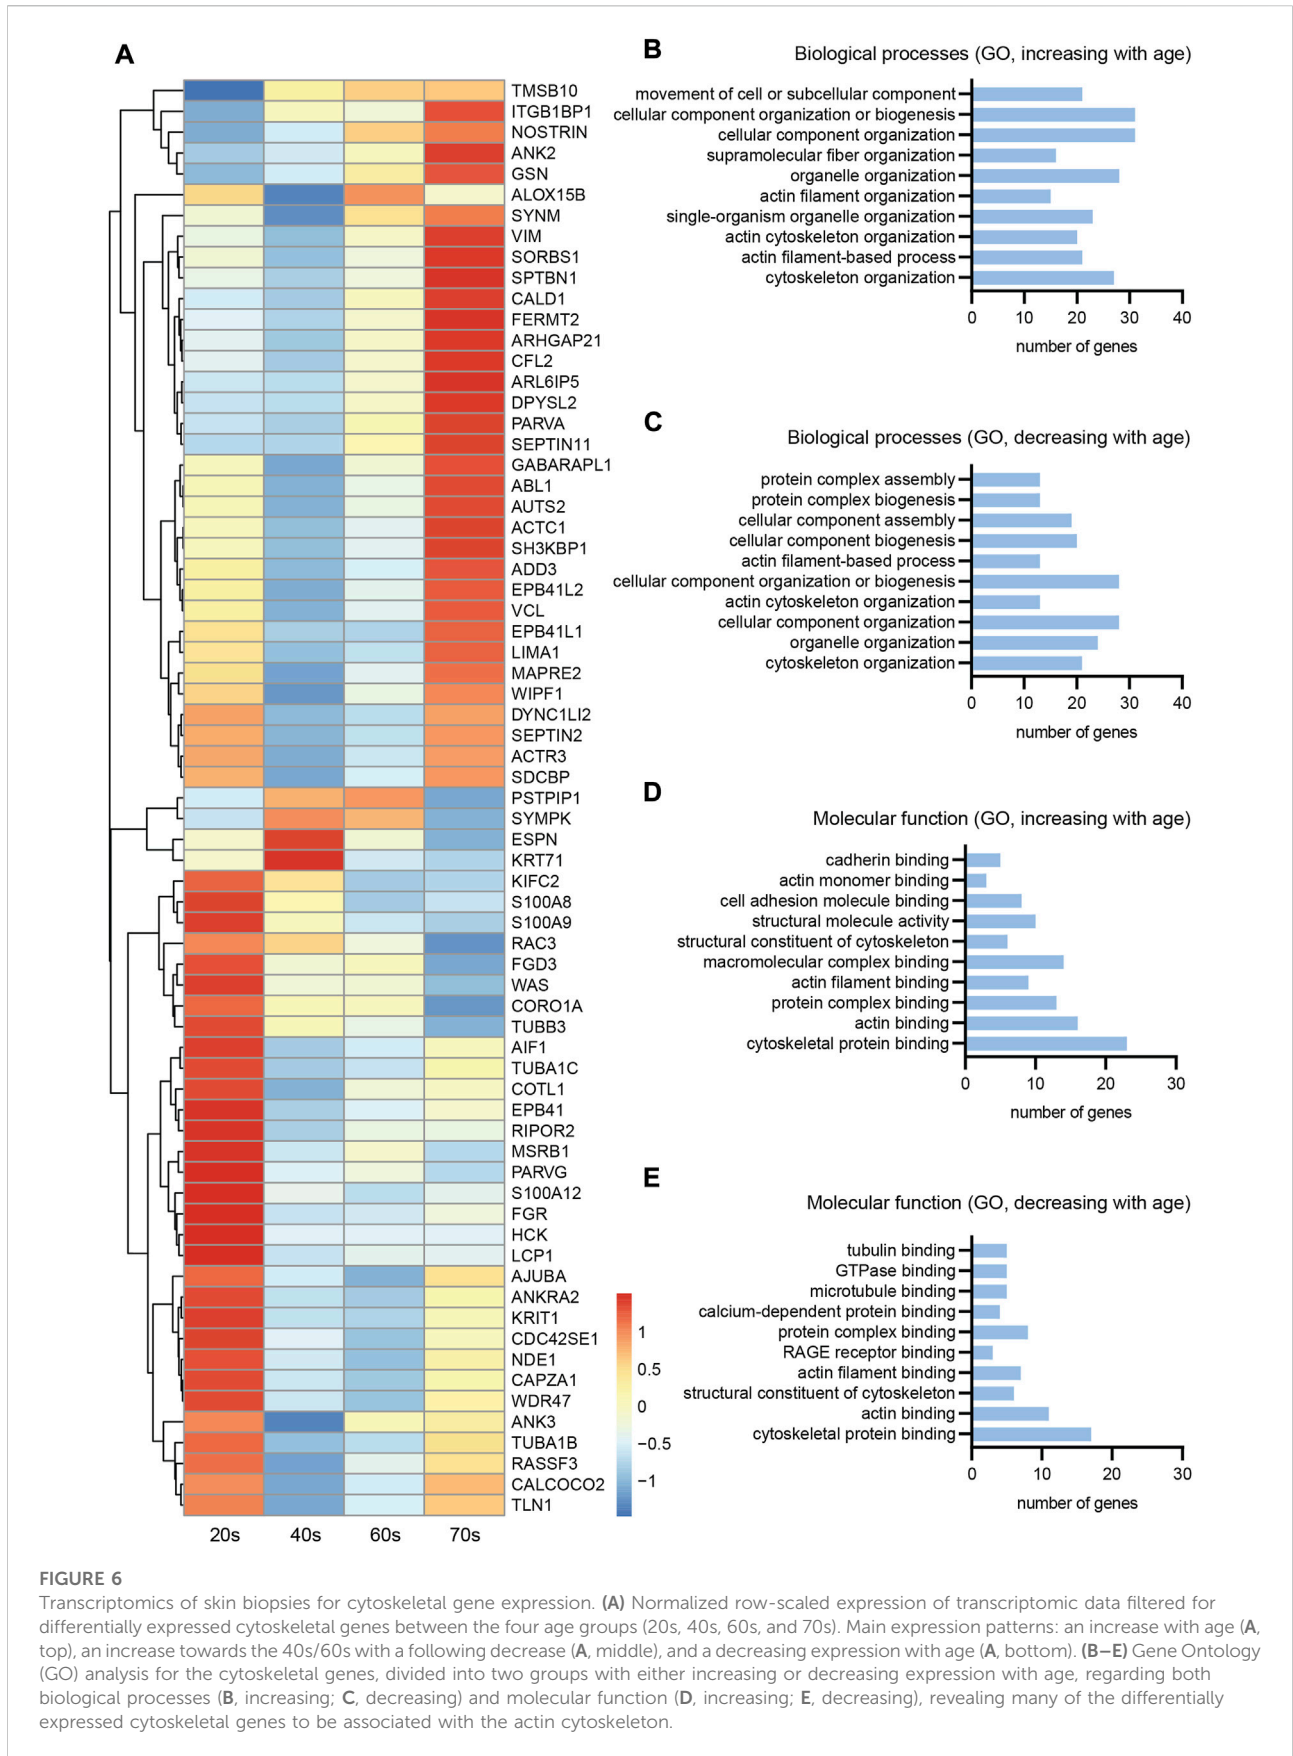 A
TMSB10
ITGB1BP1
NOSTRIN
ANK2
GSN
ALOX15B
SYNM
VIM
SORBS1
SPTBN1
CALD1
FERMT2
ARHGAP21
CFL2
ARL6IP5
DPYSL2
PARVA
SEPTIN11
GABARAPL1
ABL1
AUTS2
ACTC1
SH3KBP1
ADD3
EPB41L2
VCL
EPB41L1
LIMA1
MAPRE2
WIPF1
DYNC1LI2
SEPTIN2
ACTR3
SDCBP
PSTPIP1
SYMPK
ESPN
KRT71
KIFC2
S100A8
S100A9
RAC3
FGD3
WAS
CORO1A
TUBB3
AIF1
TUBA1C
COTL1
EPB41
RIPOR2
MSRB1
PARVG
S100A12
FGR
HCK
LCP1
AJUBA
ANKRA2
KRIT1
CDC42SE1
NDE1
CAPZA1
WDR47
ANK3
TUBA1B
RASSF3
CALCOCO2
TLN1
20s 40s 60s 70s
1
0.5
0
−0.5
−1
B
Biological processes (GO, increasing with age)
movement of cell or subcellular component
cellular component organization or biogenesis
cellular component organization
supramolecular fiber organization
organelle organization
actin filament organization
single-organism organelle organization
actin cytoskeleton organization
actin filament-based process
cytoskeleton organization
0 10 20 30 40
number of genes
C
Biological processes (GO, decreasing with age)
protein complex assembly
protein complex biogenesis
cellular component assembly
cellular component biogenesis
actin filament-based process
cellular component organization or biogenesis
actin cytoskeleton organization
cellular component organization
organelle organization
cytoskeleton organization
0 10 20 30 40
number of genes
D
Molecular function (GO, increasing with age)
cadherin binding
actin monomer binding
cell adhesion molecule binding
structural molecule activity
structural constituent of cytoskeleton
macromolecular complex binding
actin filament binding
protein complex binding
actin binding
cytoskeletal protein binding
0 10 20 30
number of genes
E
Molecular function (GO, decreasing with age)
tubulin binding
GTPase binding
microtubule binding
calcium-dependent protein binding
protein complex binding
RAGE receptor binding
actin filament binding
structural constituent of cytoskeleton
actin binding
cytoskeletal protein binding
0 10 20 30
number of genes
FIGURE 6
Transcriptomics of skin biopsies for cytoskeletal gene expression. (A) Normalized row-scaled expression of transcriptomic data filtered for
differentially expressed cytoskeletal genes between the four age groups (20s, 40s, 60s, and 70s). Main expression patterns: an increase with age (A,
top), an increase towards the 40s/60s with a following decrease (A, middle), and a decreasing expression with age (A, bottom). (B–E) Gene Ontology
(GO) analysis for the cytoskeletal genes, divided into two groups with either increasing or decreasing expression with age, regarding both
biological processes (B, increasing; C, decreasing) and molecular function (D, increasing; E, decreasing), revealing many of the differentially
expressed cytoskeletal genes to be associated with the actin cytoskeleton.